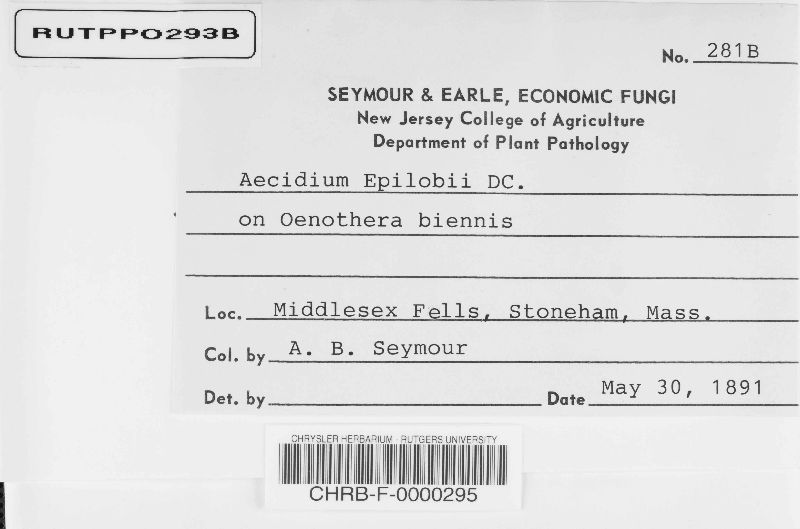 RUTPPO293B
No. 281B
SEYMOUR & EARLE, ECONOMIC FUNGI
New Jersey College of Agriculture
Department of Plant Pathology
Aecidium Epilobii DC.
on Oenothera biennis
Loc. Middlesex Fells, Stoneham, Mass.
Col. by A. B. Seymour
Det. by Date May 30, 1891
CHRYSLER HERBARIUM - RUTGERS UNIVERSITY
CHRB-F-0000295